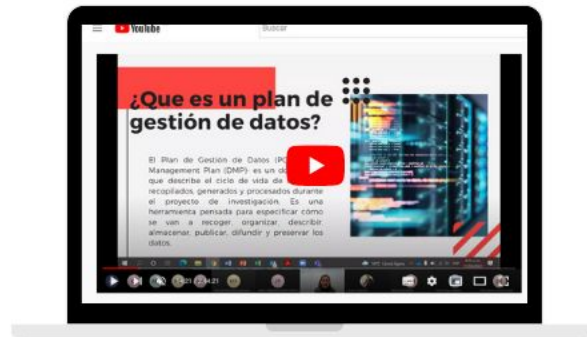 YouTube
Buscar
¿Que es un plan de
gestión de datos?
El Plan de Gestión de Datos
Management Plan (DMP) es un
que describe el ciclo de vida de
recopilados, generados y procesados durante
el proyecto de investigación. Es una
herramienta pensada para especificar cómo
se van a recoger, organizar, describir,
almacenar, publicar, difundir y preservar los
datos.